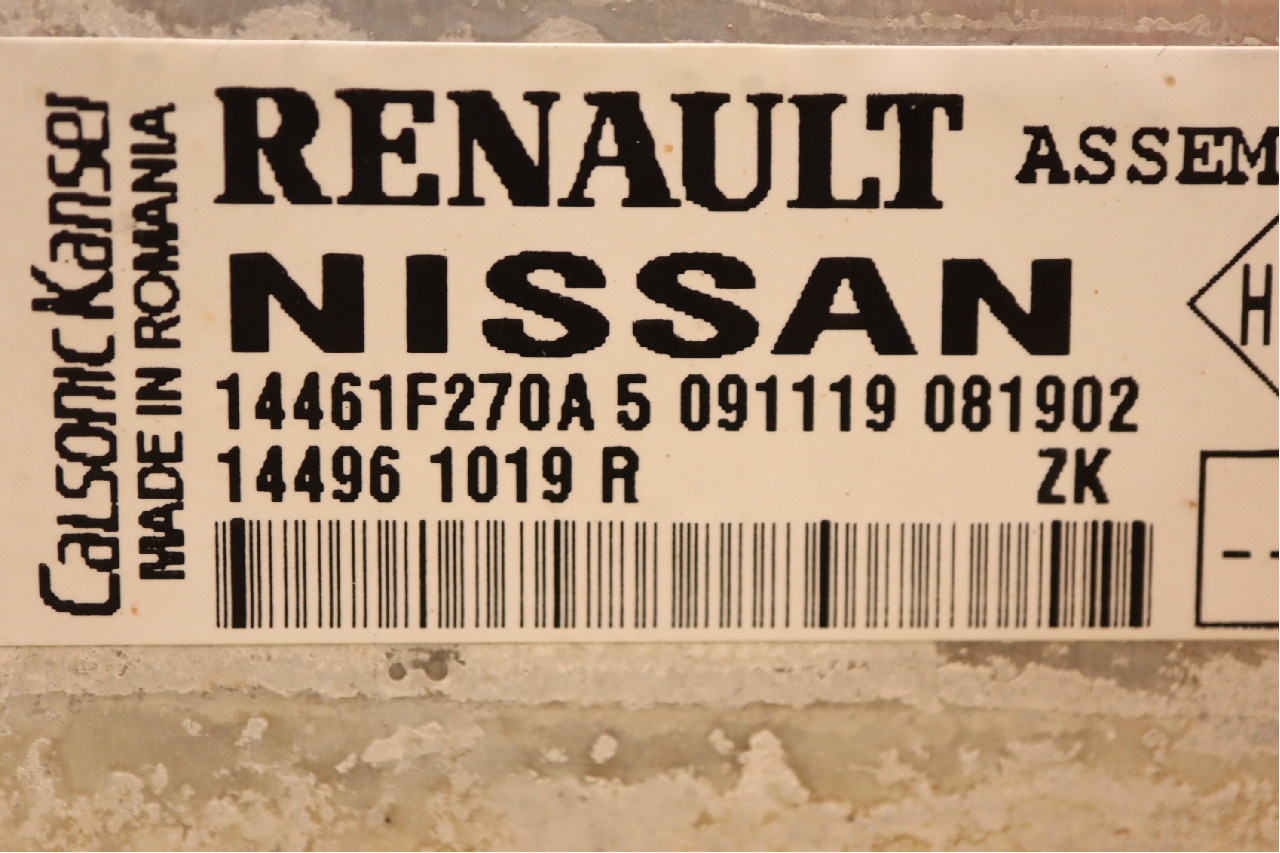 Calsonic Kansei
MADE IN ROMANIA
RENAULT
ASSEM
NISSAN
H
14461F270A 5 091119 081902
14496 1019 R ZK
--